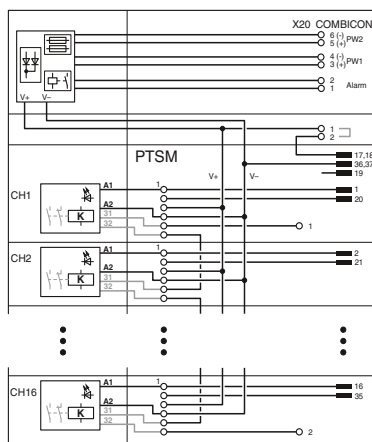 X20 COMBICON
6 (-)
5 (+) PW2
4 (-)
3 (+) PW1
2
1 Alarm
V+ V–
1
2
PTSM
17,18
36,37
19
V+ V–
CH1
A1
A2
31
32
K
1
1
20
1
CH2
A1
A2
31
32
K
1
2
21
CH16
A1
A2
31
32
K
1
16
35
2